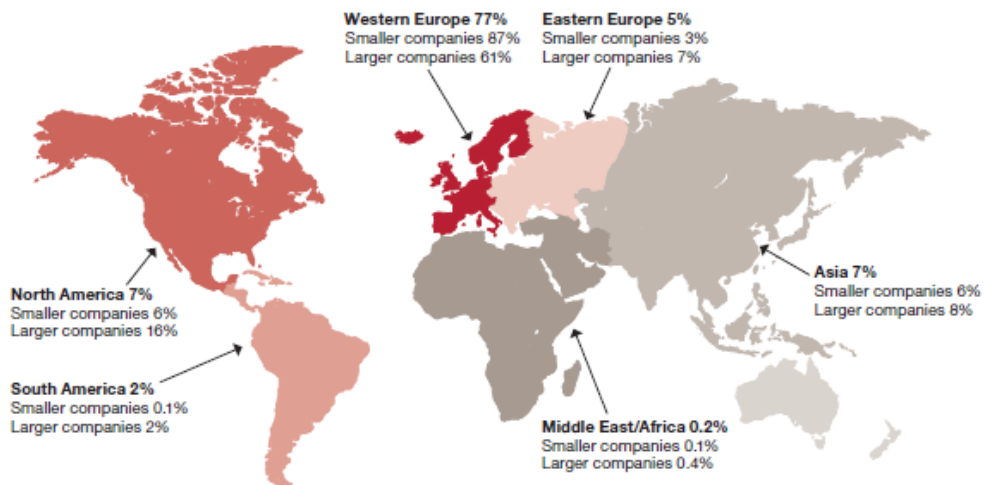 Western Europe 77%
Smaller companies 87%
Larger companies 61%
Eastern Europe 5%
Smaller companies 3%
Larger companies 7%
North America 7%
Smaller companies 6%
Larger companies 16%
Asia 7%
Smaller companies 6%
Larger companies 8%
South America 2%
Smaller companies 0.1%
Larger companies 2%
Middle East/Africa 0.2%
Smaller companies 0.1%
Larger companies 0.4%